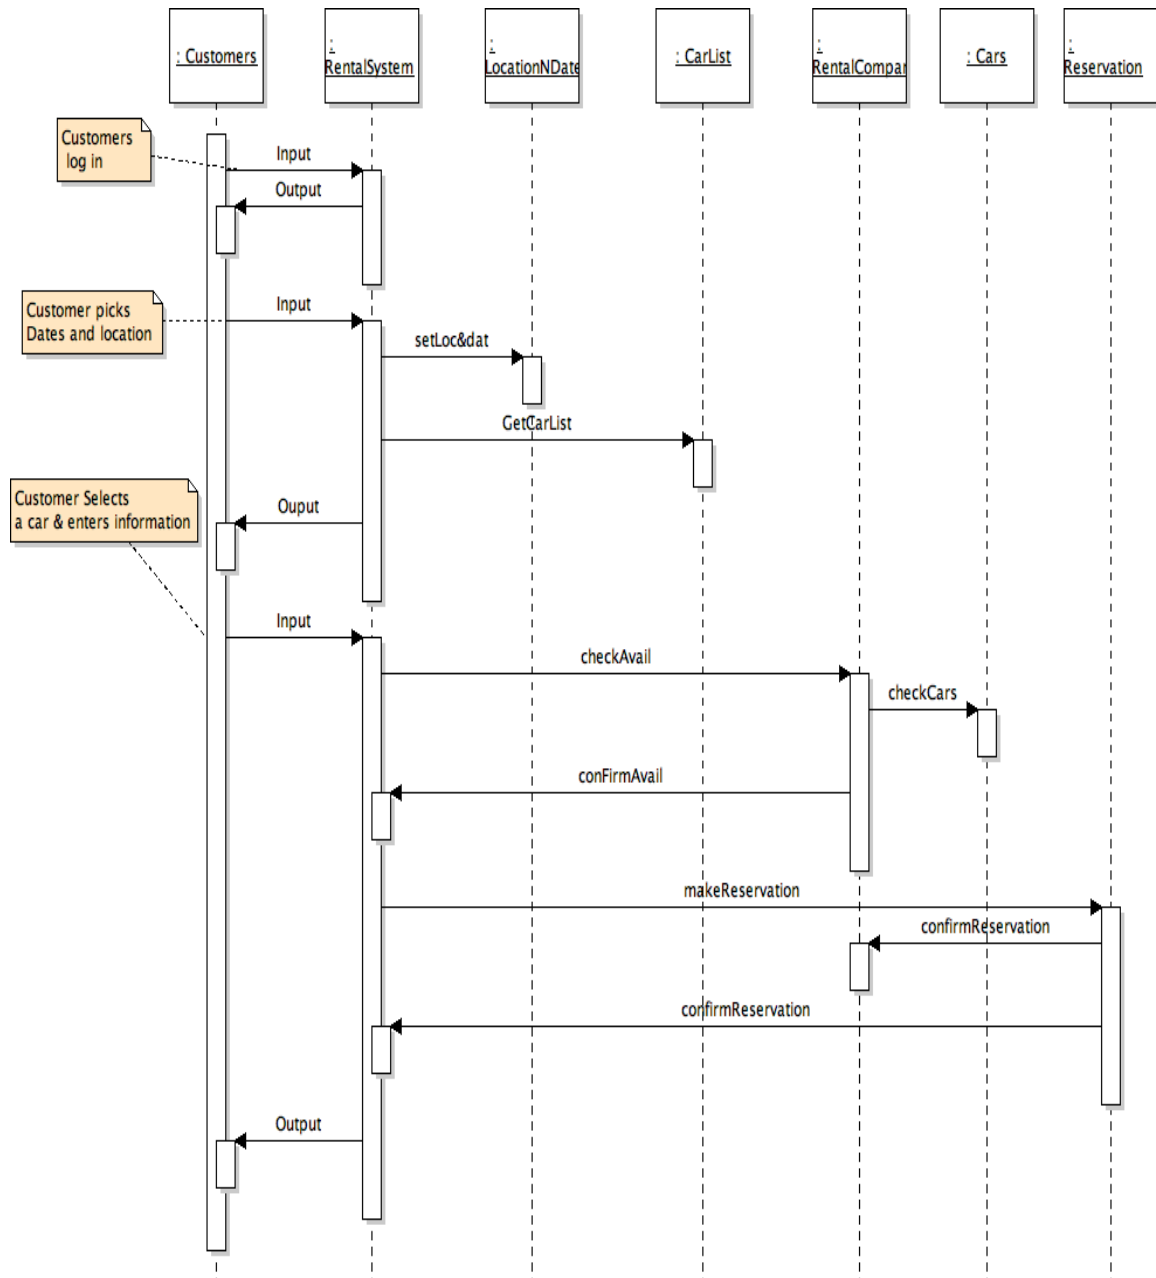 : Customers
:
RentalSystem
:
LocationNDate
: CarList
:
RentalCompar
: Cars
:
Reservation
Customers
log in
Input
Output
Customer picks
Dates and location
Input
setLoc&dat
GetCarList
Customer Selects
a car & enters information
Ouput
Input
checkAvail
checkCars
conFirmAvail
makeReservation
confirmReservation
confirmReservation
Output